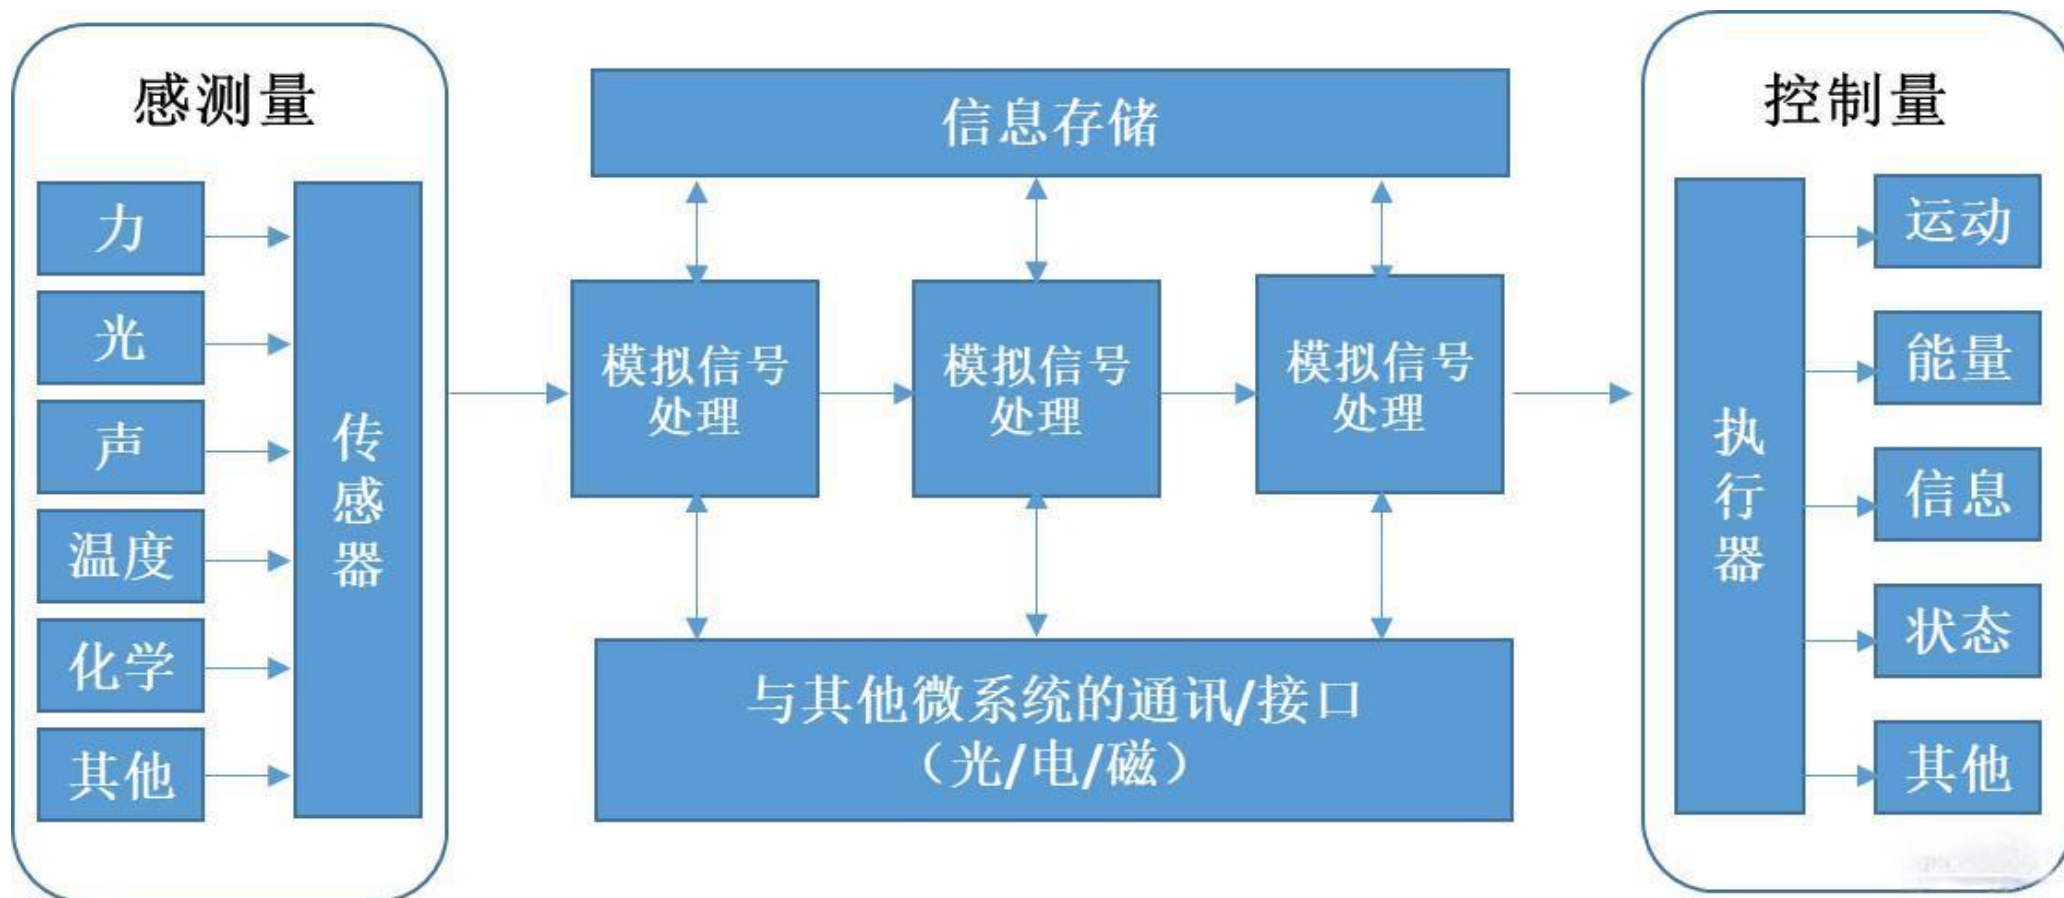 感测量
力
光
声
温度
化学
其他
传感器
信息存储
模拟信号
处理
模拟信号
处理
模拟信号
处理
与其他微系统的通讯/接口
（光/电/磁）
控制量
执行器
运动
能量
信息
状态
其他